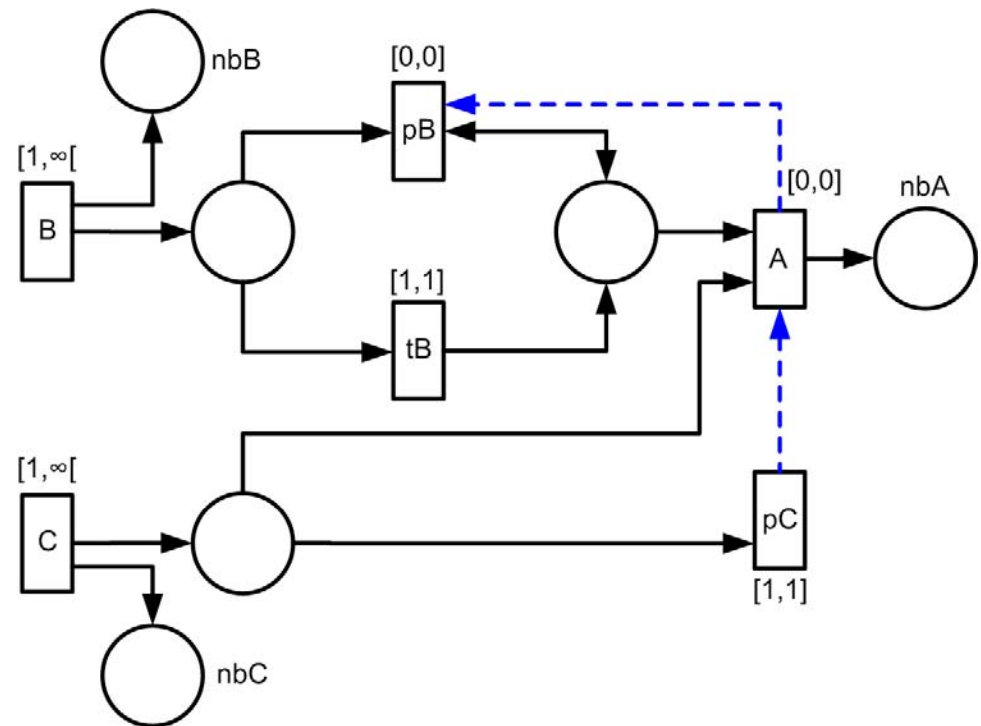 nbB
[0,0]
pB
[1,∞[
B
[0,0]
nbA
A
[1,1]
tB
[1,∞[
C
pC
[1,1]
nbC